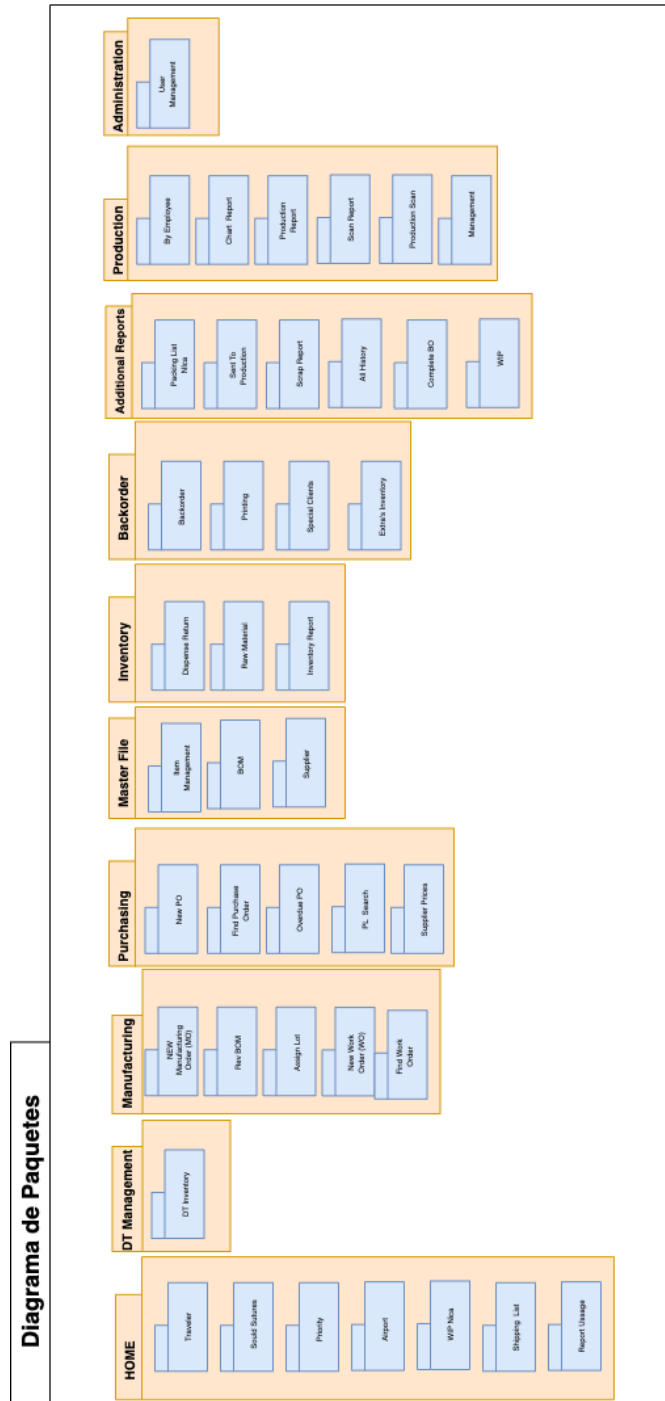 Diagrama de Paquetes
HOME
Traveler
Sould Sutures
Priority
Airport
WIP Nica
Shipping List
Report Ussage
DT Management
DT Inventory
Manufacturing
NEW
Manufacturing
Order (MO)
Rev BOM
Assign Lot
New Work
Order (WO)
Find Work
Order
Purchasing
New PO
Find Purchase
Order
Overdue PO
PL Search
Supplier Prices
Master File
Item
Management
BOM
Supplier
Inventory
Dispense Return
Raw Material
Inventory Report
Backorder
Backorder
Printing
Special Clients
Extra's Inventory
Additional Reports
Packing List
Nica
Sent To
Production
Scrap Report
All History
Complete BO
WIP
Production
By Employee
Chart Report
Production
Report
Scan Report
Production Scan
Management
Administration
User
Management